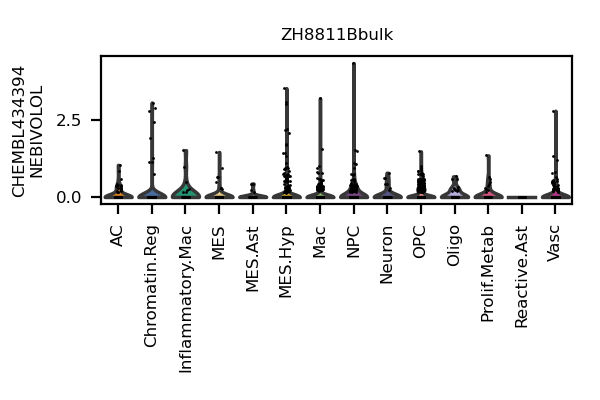 ZH8811Bbulk
CHEMBL434394
NEBIVOLOL
2.5
0.0
AC
Chromatin.Reg
Inflammatory.Mac
MES
MES.Ast
MES.Hyp
Mac
NPC
Neuron
OPC
Oligo
Prolif.Metab
Reactive.Ast
Vasc